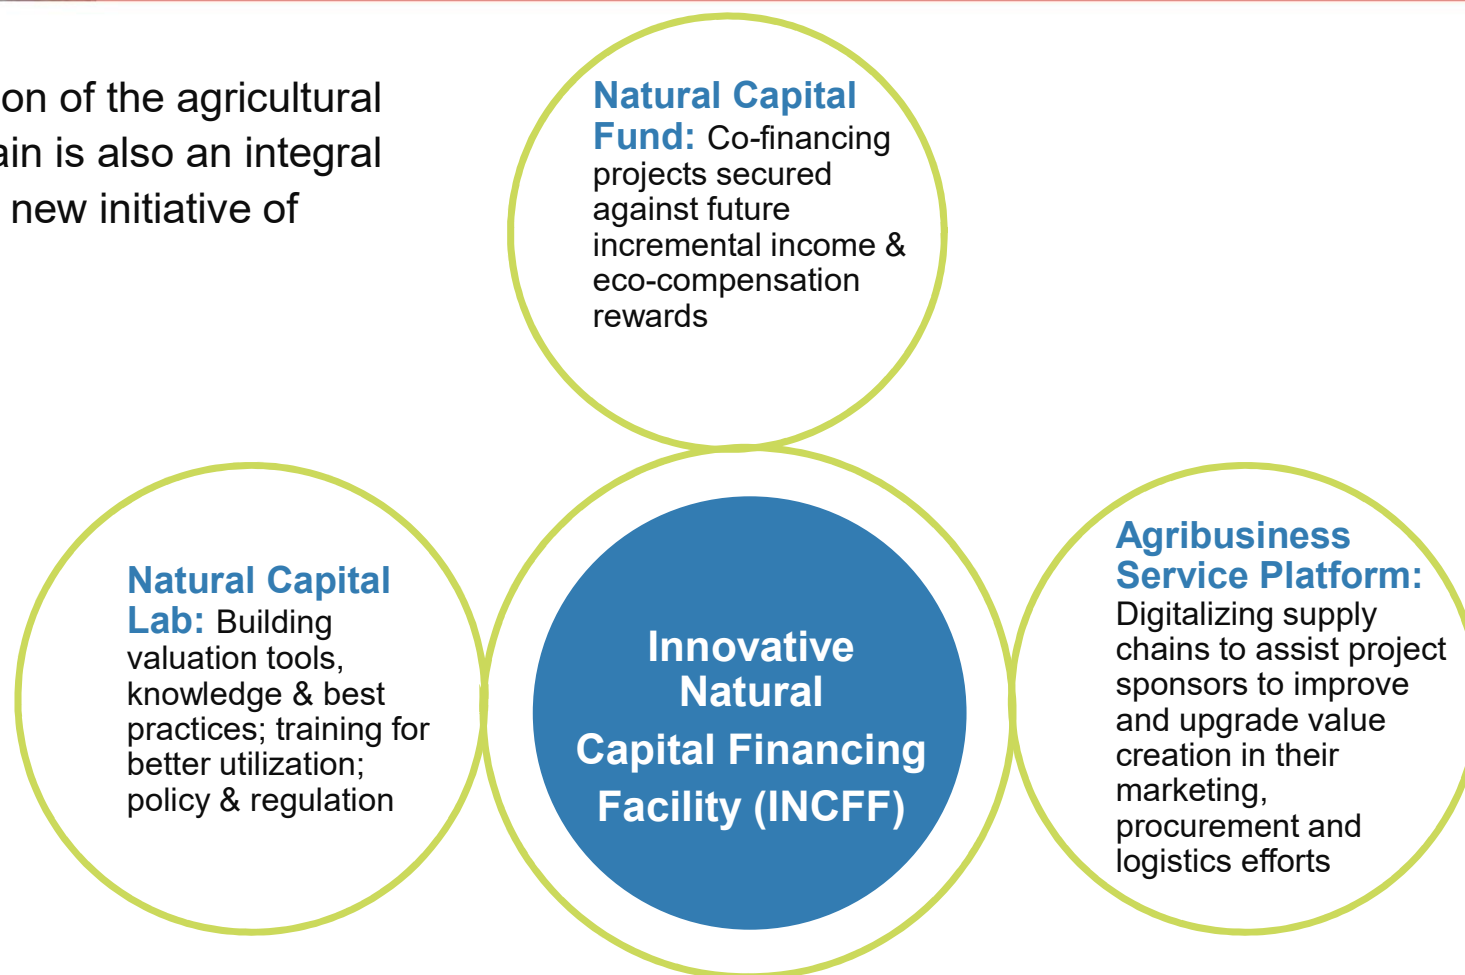 on of the agricultural
ain is also an integral
new initiative of
Natural Capital
Fund: Co-financing
projects secured
against future
incremental income &
eco-compensation
rewards
Natural Capital
Lab: Building
valuation tools,
knowledge & best
practices; training for
better utilization;
policy & regulation
Innovative
Natural
Capital Financing
Facility (INCFF)
Agribusiness
Service Platform:
Digitalizing supply
chains to assist project
sponsors to improve
and upgrade value
creation in their
marketing,
procurement and
logistics efforts